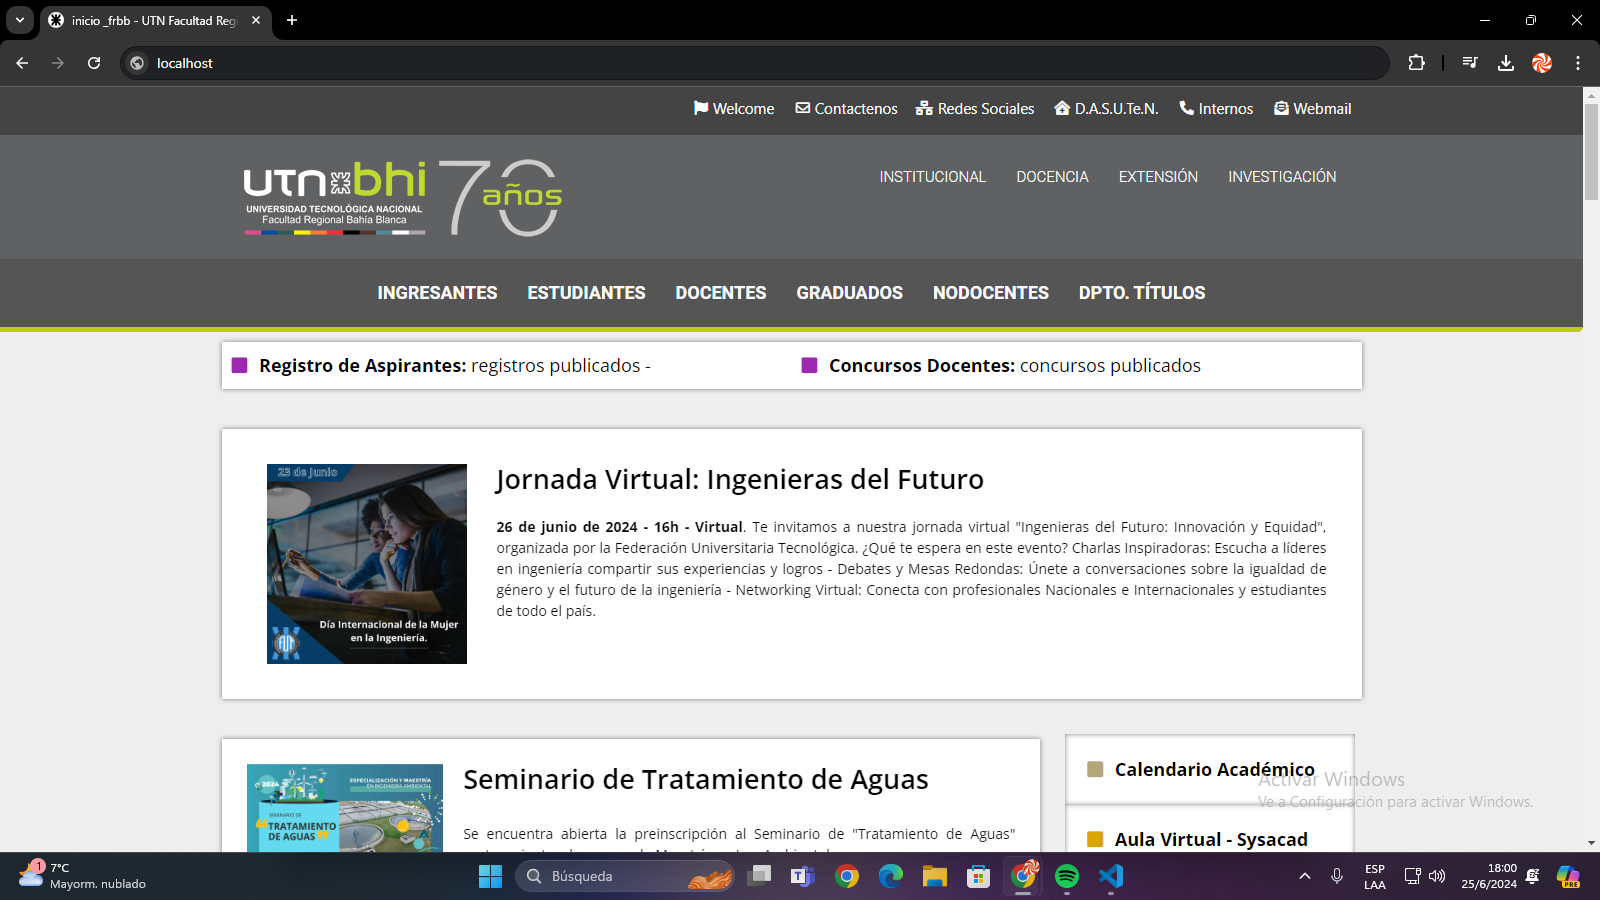 inicio _frbb - UTN Facultad Regi
localhost
Welcome Contactenos Redes Sociales D.A.S.U.Te.N. Internos Webmail
utn bhi 70 años
UNIVERSIDAD TECNOLÓGICA NACIONAL
Facultad Regional Bahía Blanca
INSTITUCIONAL DOCENCIA EXTENSIÓN INVESTIGACIÓN
INGRESANTES ESTUDIANTES DOCENTES GRADUADOS NODOCENTES DPTO. TÍTULOS
Registro de Aspirantes: registros publicados -
Concursos Docentes: concursos publicados
23 de Junio
Día Internacional de la Mujer
en la Ingeniería.
FUT
Jornada Virtual: Ingenieras del Futuro
26 de junio de 2024 - 16h - Virtual. Te invitamos a nuestra jornada virtual "Ingenieras del Futuro: Innovación y Equidad",
organizada por la Federación Universitaria Tecnológica. ¿Qué te espera en este evento? Charlas Inspiradoras: Escucha a líderes
en ingeniería compartir sus experiencias y logros - Debates y Mesas Redondas: Únete a conversaciones sobre la igualdad de
género y el futuro de la ingeniería - Networking Virtual: Conecta con profesionales Nacionales e Internacionales y estudiantes
de todo el país.
2024
ESPECIALIZACIÓN Y MAESTRÍA
EN INGENIERÍA AMBIENTAL
SEMINARIO DE
"TRATAMIENTO
DE AGUAS"
Seminario de Tratamiento de Aguas
Se encuentra abierta la preinscripción al Seminario de "Tratamiento de Aguas"
Calendario Académico
Aula Virtual - Sysacad
Activar Windows
Ve a Configuración para activar Windows.
1
7°C
Mayorm. nublado
Búsqueda
ESP
LAA
18:00
25/6/2024
PRE